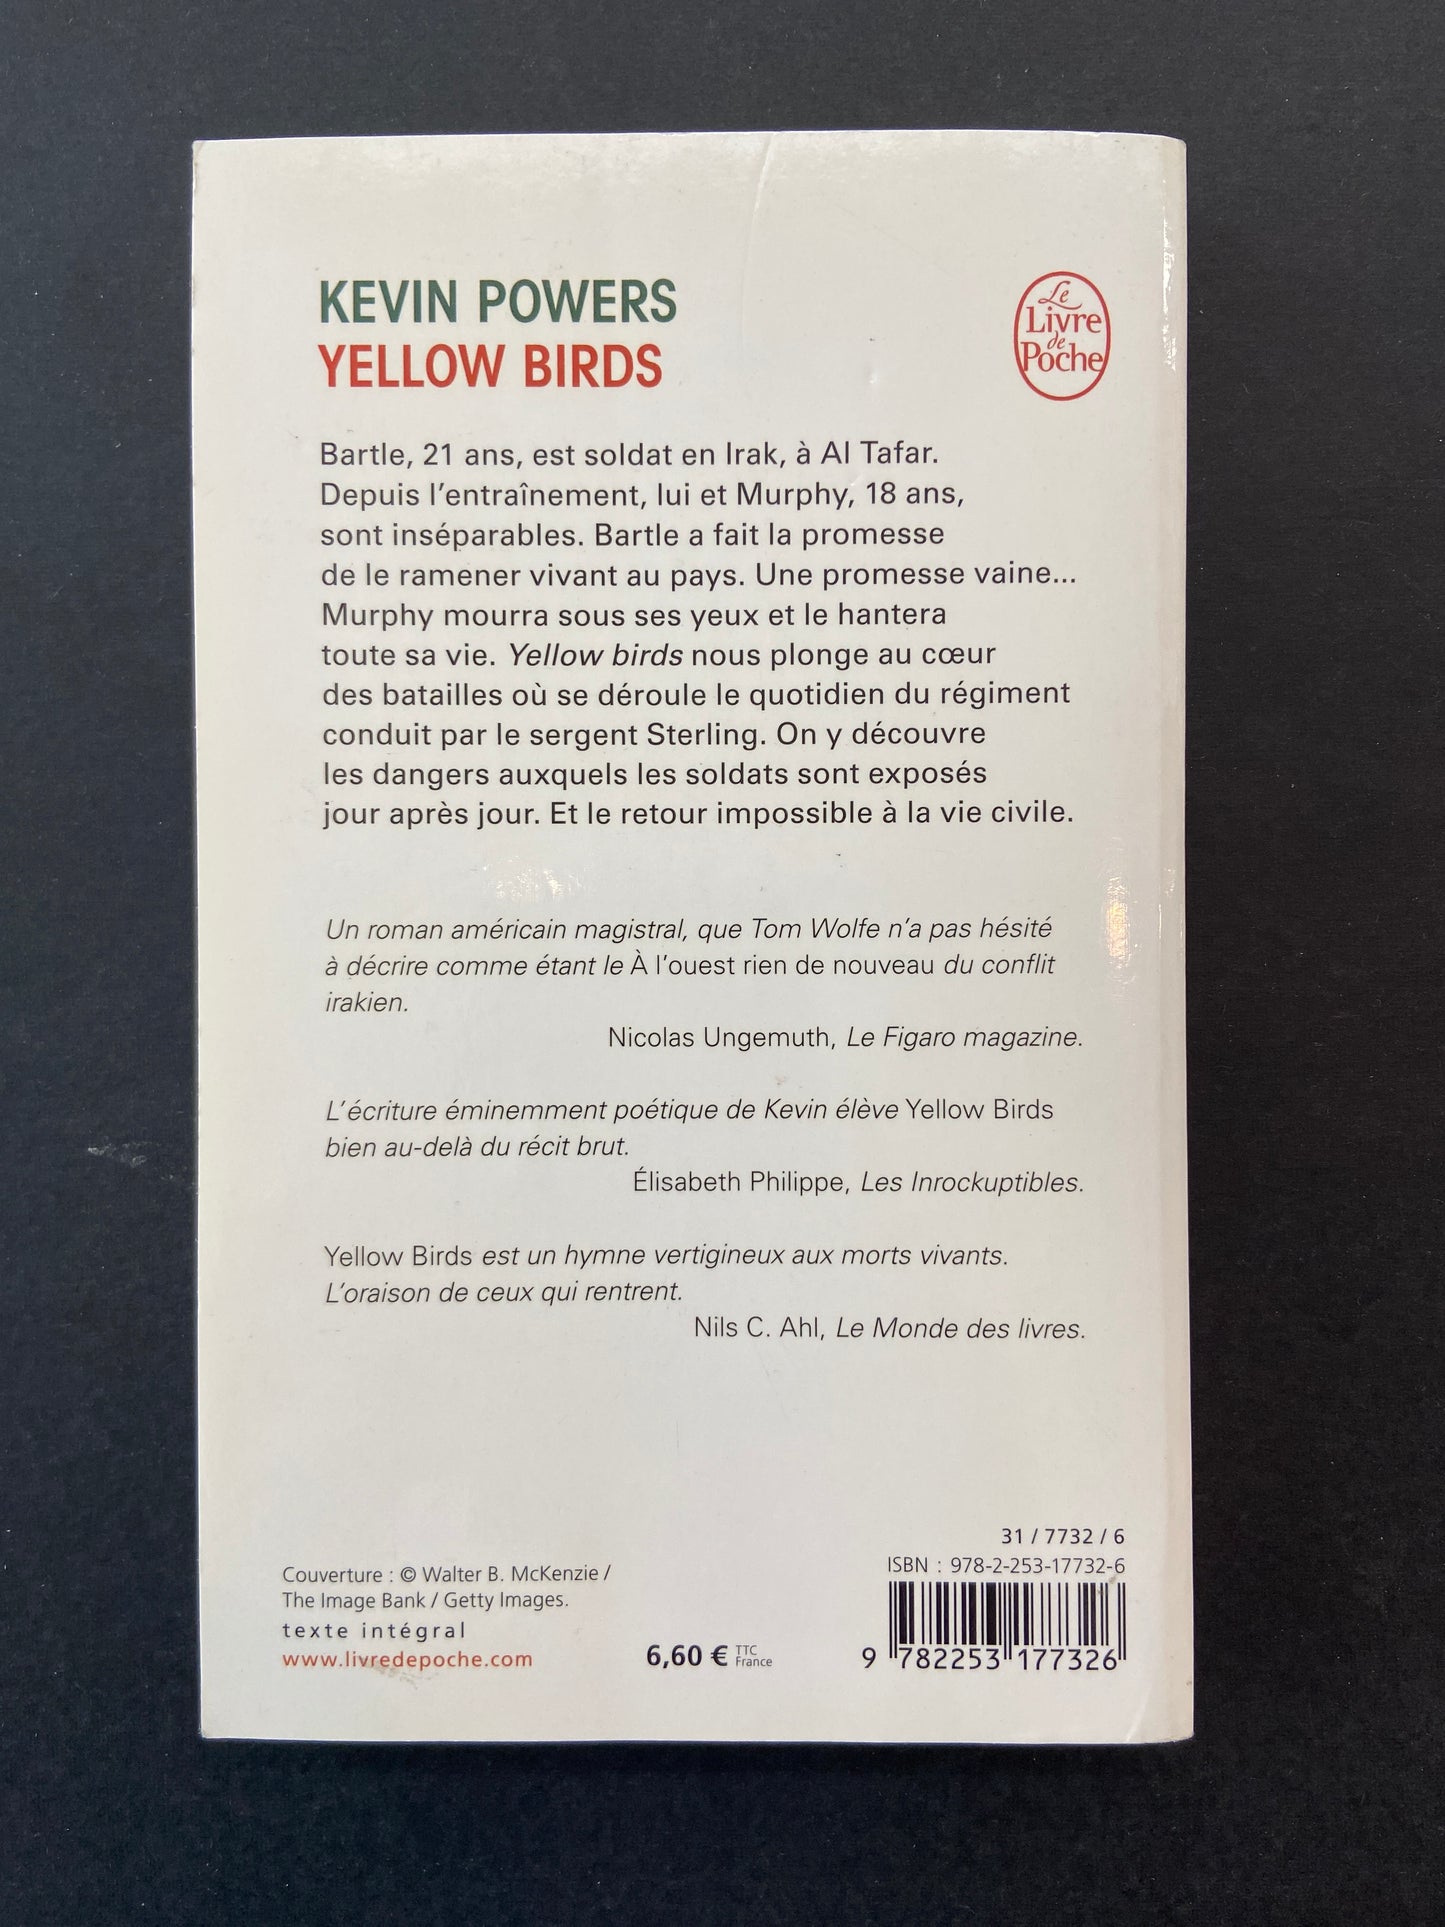 KEVIN POWERS
YELLOW BIRDS
Le
Livre
de
Poche
Bartle, 21 ans, est soldat en Irak, à Al Tafar.
Depuis l'entraînement, lui et Murphy, 18 ans,
sont inséparables. Bartle a fait la promesse
de le ramener vivant au pays. Une promesse vaine...
Murphy mourra sous ses yeux et le hantera
toute sa vie. Yellow birds nous plonge au cœur
des batailles où se déroule le quotidien du régiment
conduit par le sergent Sterling. On y découvre
les dangers auxquels les soldats sont exposés
jour après jour. Et le retour impossible à la vie civile.
Un roman américain magistral, que Tom Wolfe n'a pas hésité
à décrire comme étant le À l'ouest rien de nouveau du conflit
irakien.
Nicolas Ungemuth, Le Figaro magazine.
L'écriture éminemment poétique de Kevin élève Yellow Birds
bien au-delà du récit brut.
Élisabeth Philippe, Les Inrockuptibles.
Yellow Birds est un hymne vertigineux aux morts vivants.
L'oraison de ceux qui rentrent.
Nils C. Ahl, Le Monde des livres.
Couverture : © Walter B. McKenzie /
The Image Bank / Getty Images.
texte intégral
www.livredepoche.com
6,60 € TTC
France
31 / 7732 / 6
ISBN : 978-2-253-17732-6
9 782253 177326